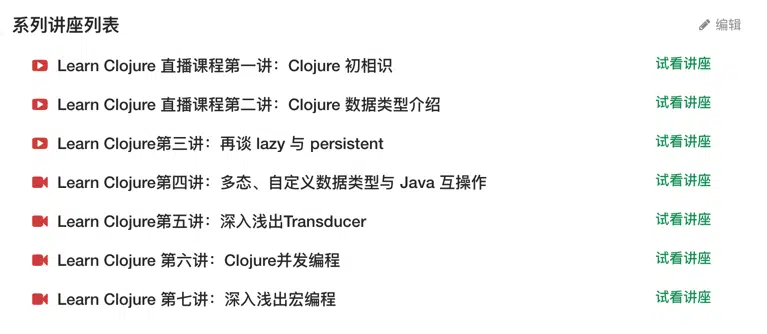 系列讲座列表 编辑
Learn Clojure 直播课程第一讲：Clojure 初相识 试看讲座
Learn Clojure 直播课程第二讲：Clojure 数据类型介绍 试看讲座
Learn Clojure第三讲：再谈 lazy 与 persistent 试看讲座
Learn Clojure第四讲：多态、自定义数据类型与 Java 互操作 试看讲座
Learn Clojure第五讲：深入浅出Transducer 试看讲座
Learn Clojure 第六讲：Clojure并发编程 试看讲座
Learn Clojure 第七讲：深入浅出宏编程 试看讲座